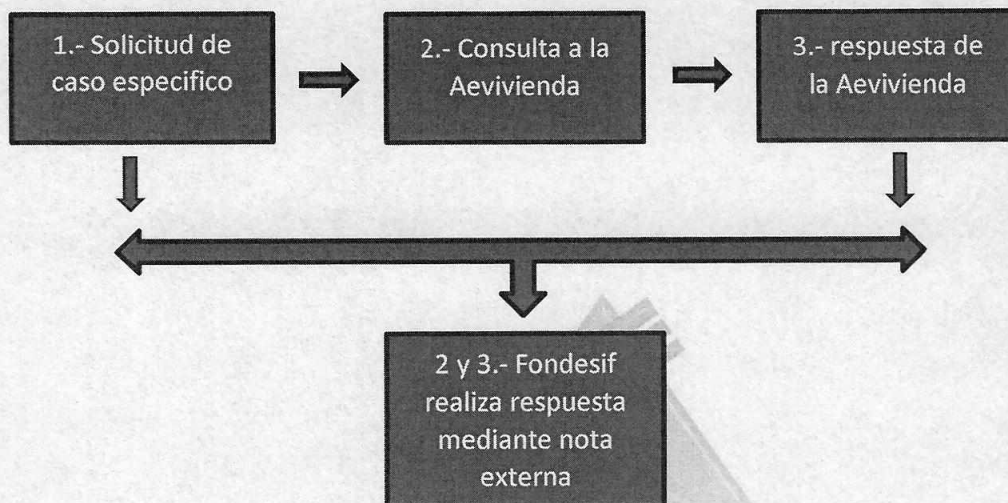 1.- Solicitud de
caso especifico
2.- Consulta a la
Aevivienda
3.- respuesta de
la Aevivienda
2 y 3.- Fondesif
realiza respuesta
mediante nota
externa